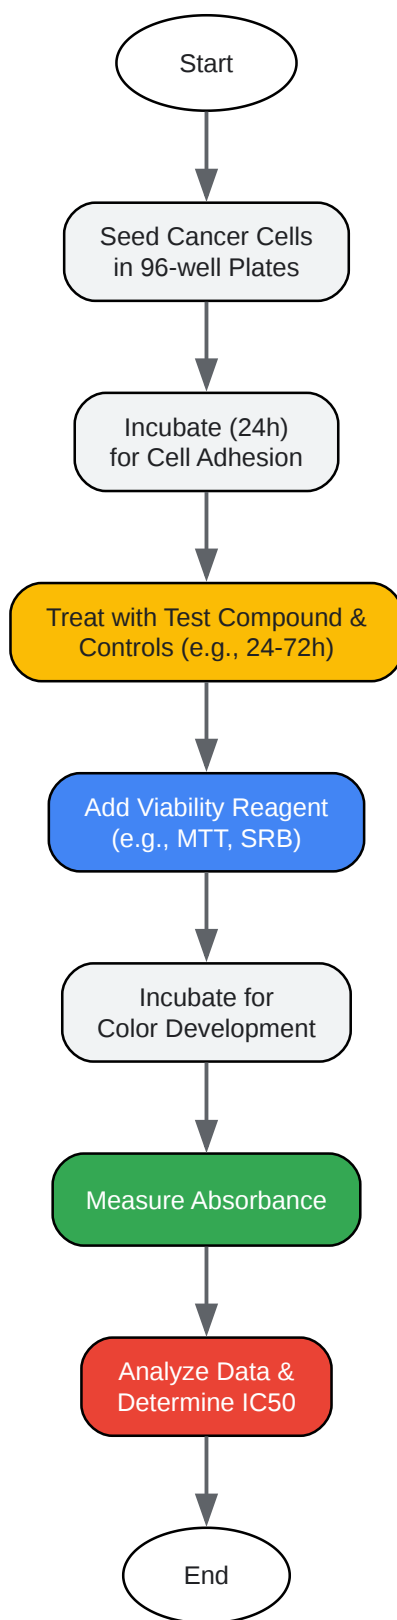 Start
Seed Cancer Cells
in 96-well Plates
Incubate (24h)
for Cell Adhesion
Treat with Test Compound &
Controls (e.g., 24-72h)
Add Viability Reagent
(e.g., MTT, SRB)
Incubate for
Color Development
Measure Absorbance
Analyze Data &
Determine IC50
End